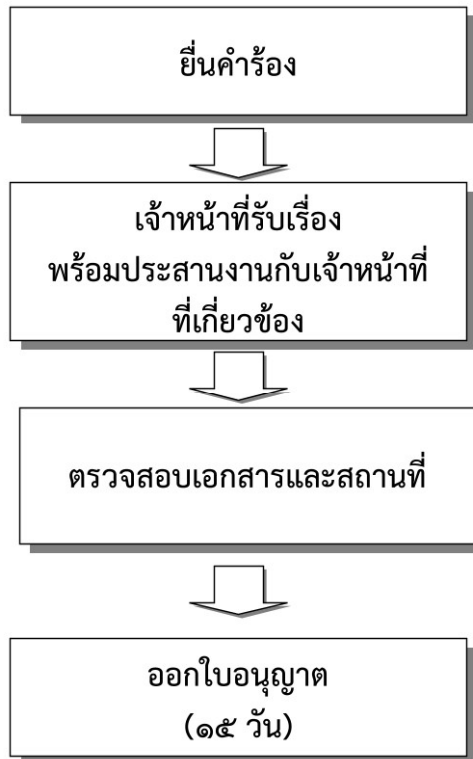 ยื่นคำร้อง
เจ้าหน้าที่รับเรื่อง
พร้อมประสานงานกับเจ้าหน้าที่
ที่เกี่ยวข้อง
ตรวจสอบเอกสารและสถานที่
ออกใบอนุญาต
(๑๕ วัน)